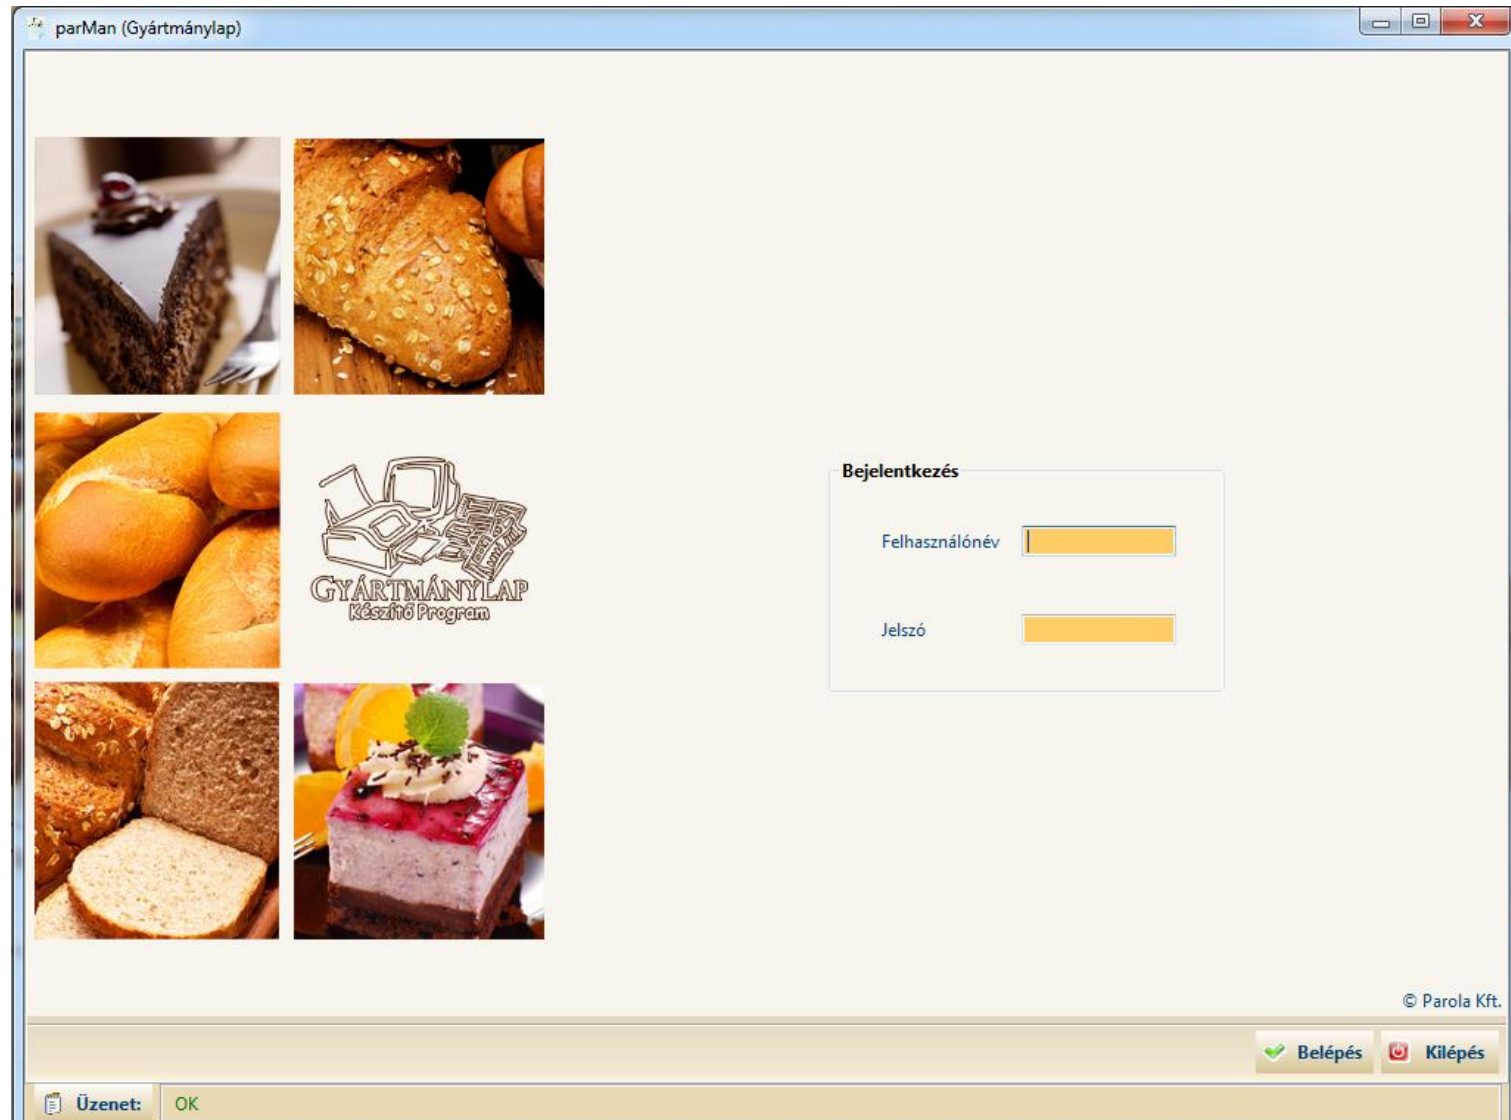 parMan (Gyártmánylap)
GYÁRTMÁNYLAP
Készítő Program
Bejelentkezés
Felhasználónév
Jelszó
© Parola Kft.
Belépés
Kilépés
Üzenet:
OK